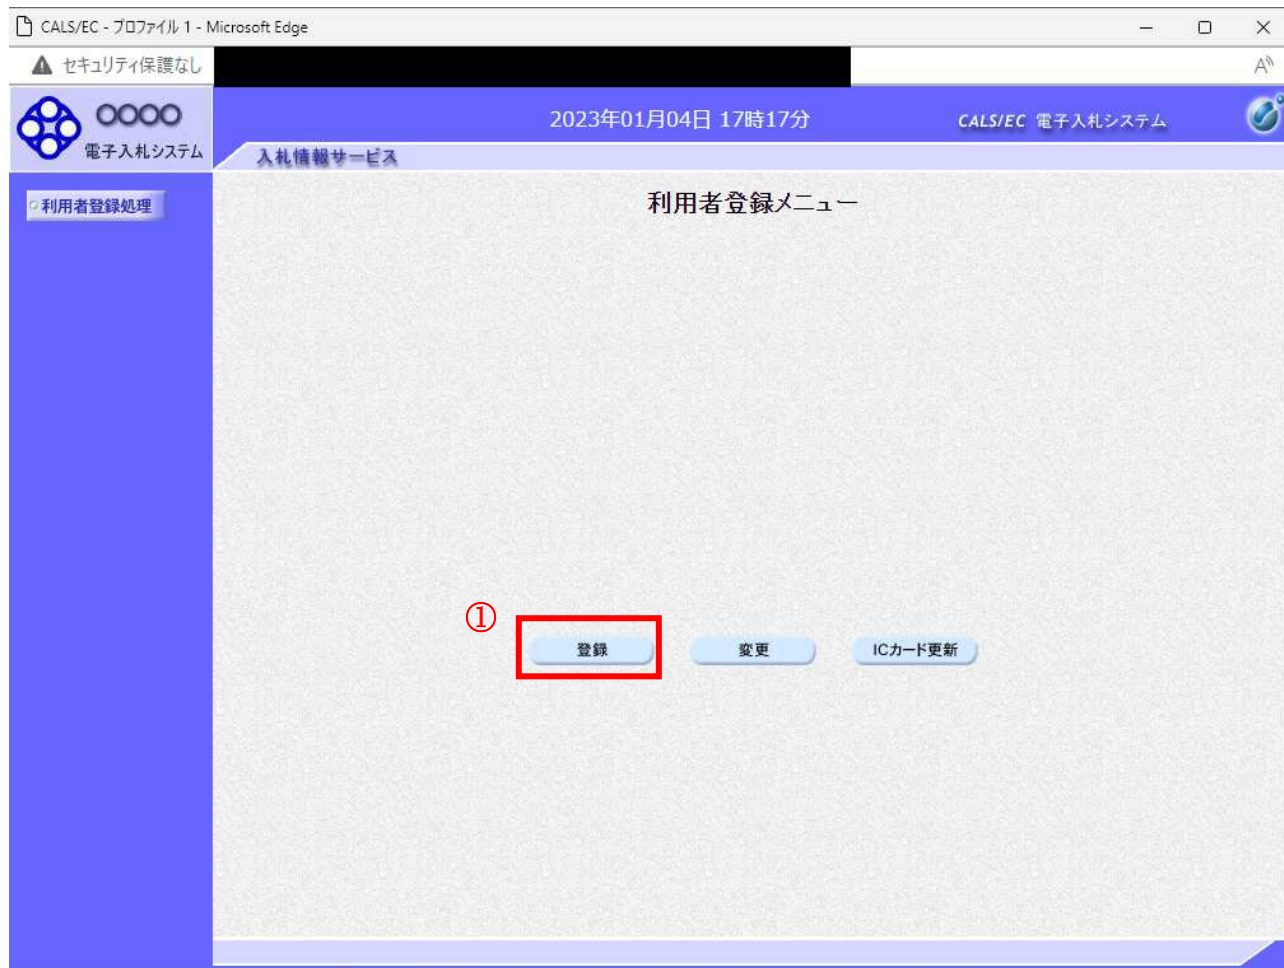 CALS/EC - プロファイル 1 - Microsoft Edge
セキュリティ保護なし
A
○○○○
電子入札システム
2023年01月04日 17時17分
CALS/EC 電子入札システム
入札情報サービス
利用者登録処理
利用者登録メニュー
①
登録
変更
ICカード更新